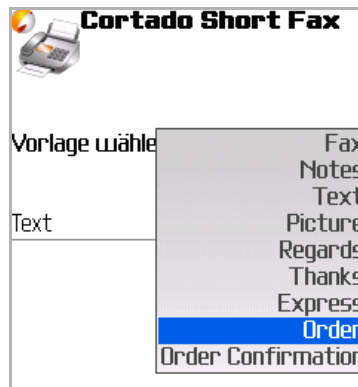 Cortado Short Fax
Vorlage wähle
Fax
Notes
Text
Text
Picture
Regards
Thanks
Express
Order
Order Confirmation